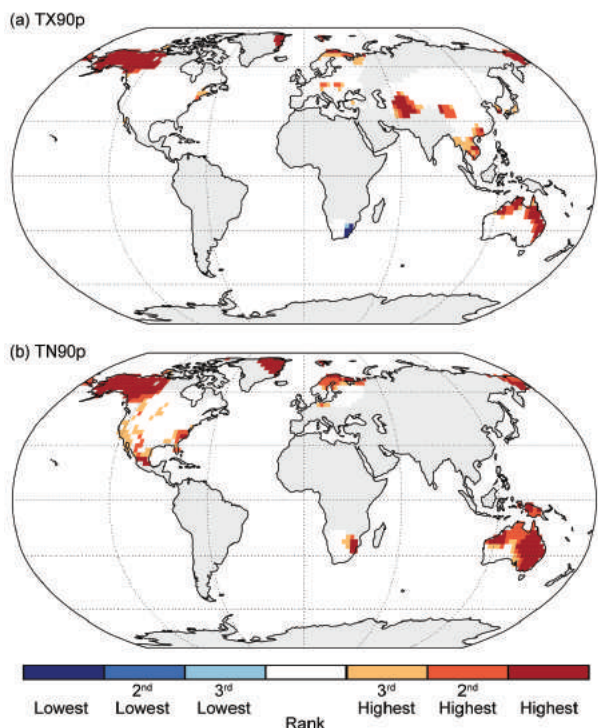 (a) TX90p
(b) TN90p
Lowest
2nd Lowest
3rd Lowest
3rd Highest
2nd Highest
Highest
Rank